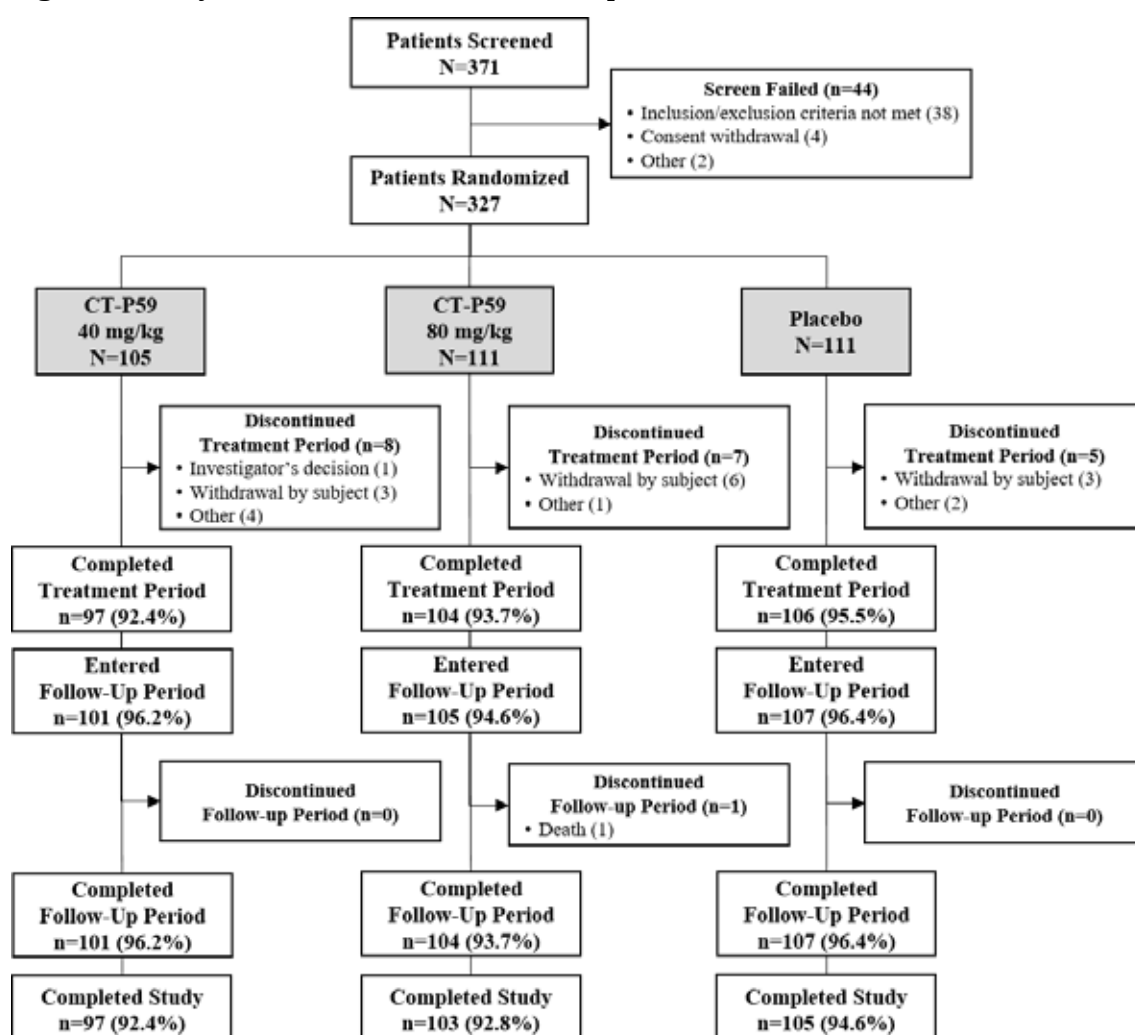 Patients Screened
N=371
Screen Failed (n=44)
• Inclusion/exclusion criteria not met (38)
• Consent withdrawal (4)
• Other (2)
Patients Randomized
N=327
CT-P59
40 mg/kg
N=105
CT-P59
80 mg/kg
N=111
Placebo
N=111
Discontinued
Treatment Period (n=8)
• Investigator's decision (1)
• Withdrawal by subject (3)
• Other (4)
Discontinued
Treatment Period (n=7)
• Withdrawal by subject (6)
• Other (1)
Discontinued
Treatment Period (n=5)
• Withdrawal by subject (3)
• Other (2)
Completed
Treatment Period
n=97 (92.4%)
Completed
Treatment Period
n=104 (93.7%)
Completed
Treatment Period
n=106 (95.5%)
Entered
Follow-Up Period
n=101 (96.2%)
Entered
Follow-Up Period
n=105 (94.6%)
Entered
Follow-Up Period
n=107 (96.4%)
Discontinued
Follow-up Period (n=0)
Discontinued
Follow-up Period (n=1)
• Death (1)
Discontinued
Follow-up Period (n=0)
Completed
Follow-Up Period
n=101 (96.2%)
Completed
Follow-Up Period
n=104 (93.7%)
Completed
Follow-Up Period
n=107 (96.4%)
Completed Study
n=97 (92.4%)
Completed Study
n=103 (92.8%)
Completed Study
n=105 (94.6%)